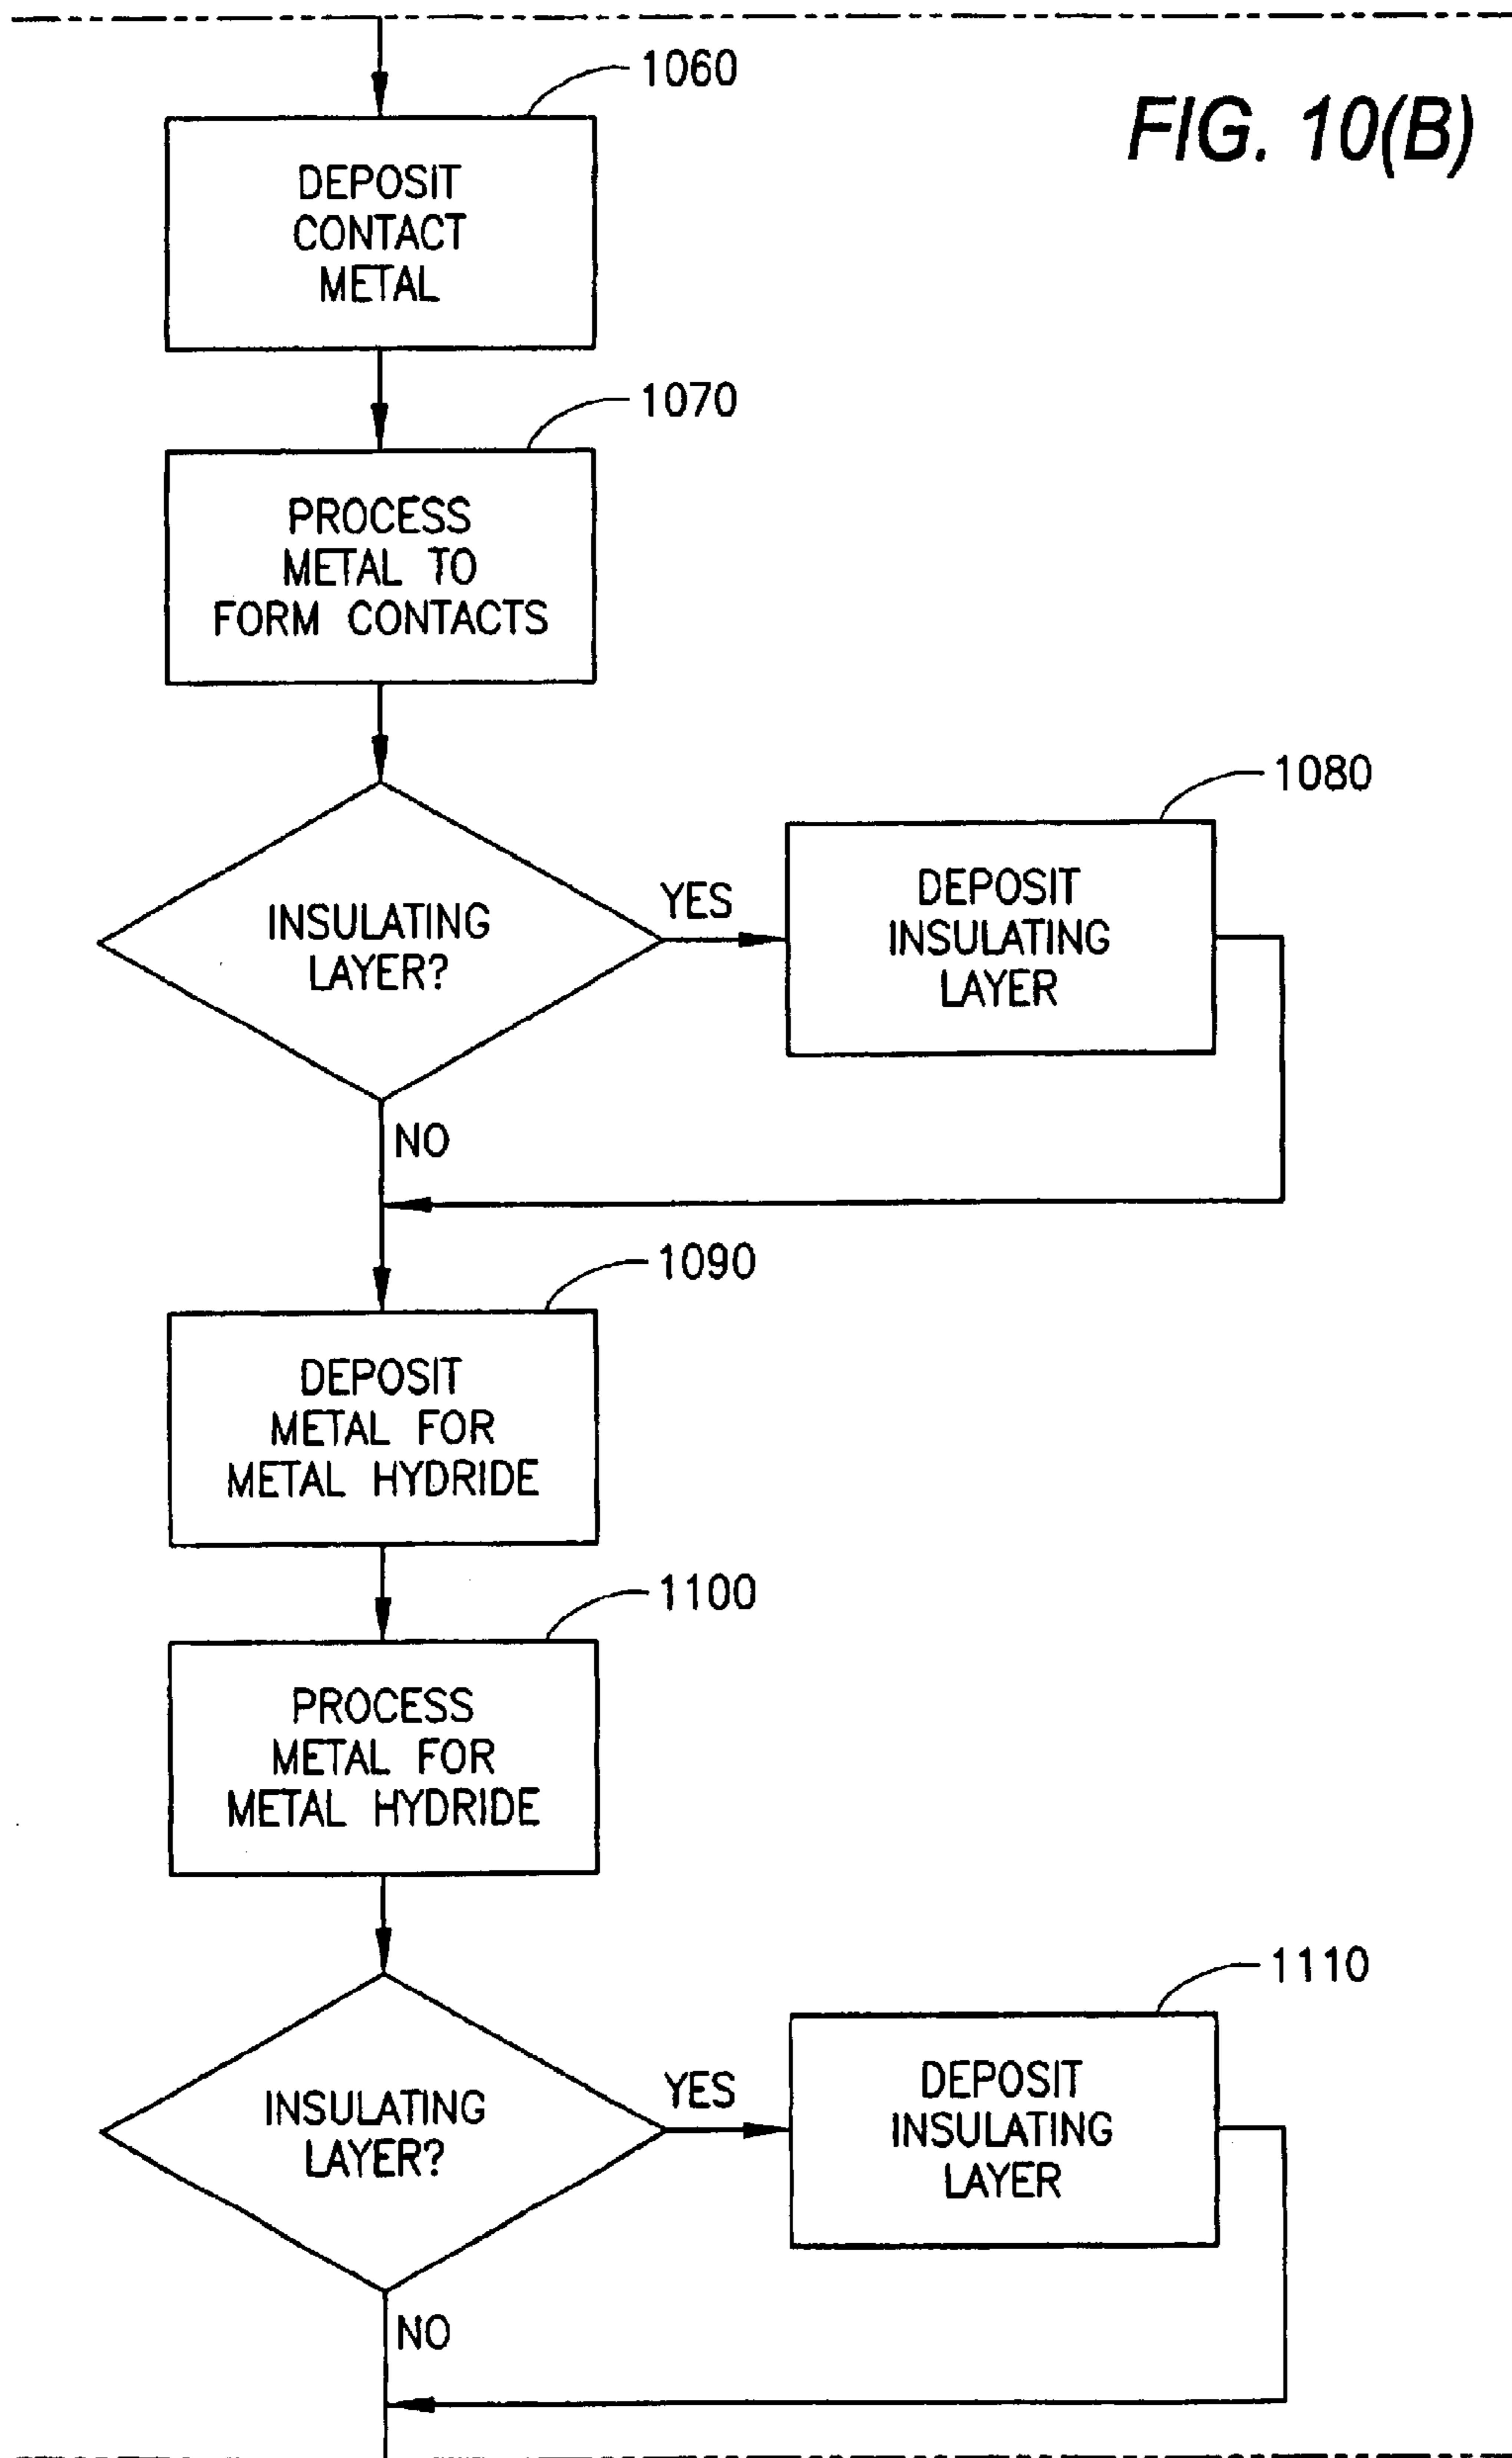 FIG. 10(B)
1060
DEPOSIT
CONTACT
METAL
1070
PROCESS
METAL TO
FORM CONTACTS
INSULATING
LAYER?
YES
1080
DEPOSIT
INSULATING
LAYER
NO
1090
DEPOSIT
METAL FOR
METAL HYDRIDE
1100
PROCESS
METAL FOR
METAL HYDRIDE
INSULATING
LAYER?
YES
1110
DEPOSIT
INSULATING
LAYER
NO